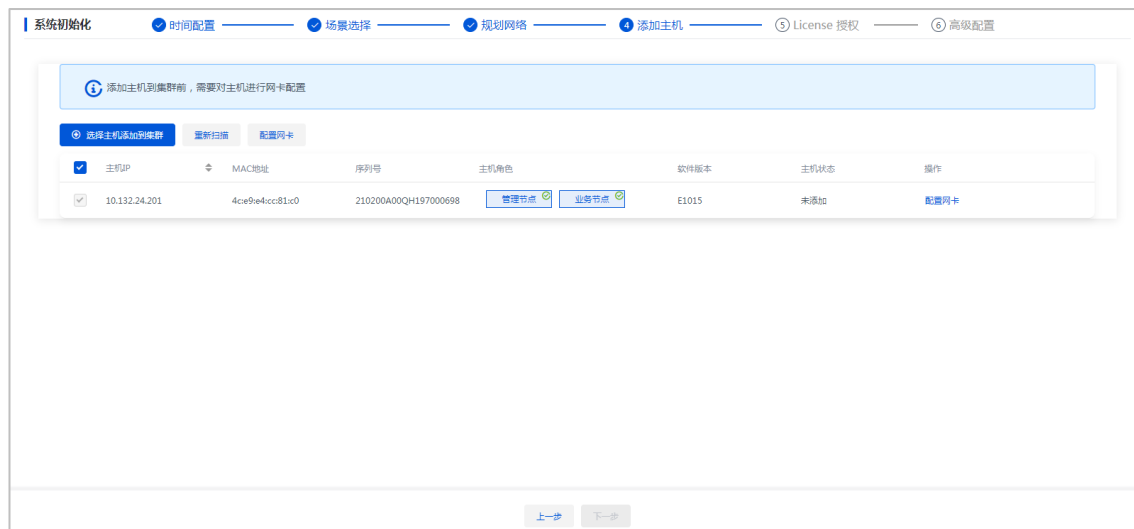 系统初始化 时间配置 场景选择 规划网络 4 添加主机 5 License 授权 6 高级配置
添加主机到集群前，需要对主机进行网卡配置
选择主机添加到集群 重新扫描 配置网卡
主机IP MAC地址 序列号 主机角色 软件版本 主机状态 操作
10.132.24.201 4c:e9:e4:cc:81:c0 210200A00QH197000698 管理节点 业务节点 E1015 未添加 配置网卡
上一步 下一步